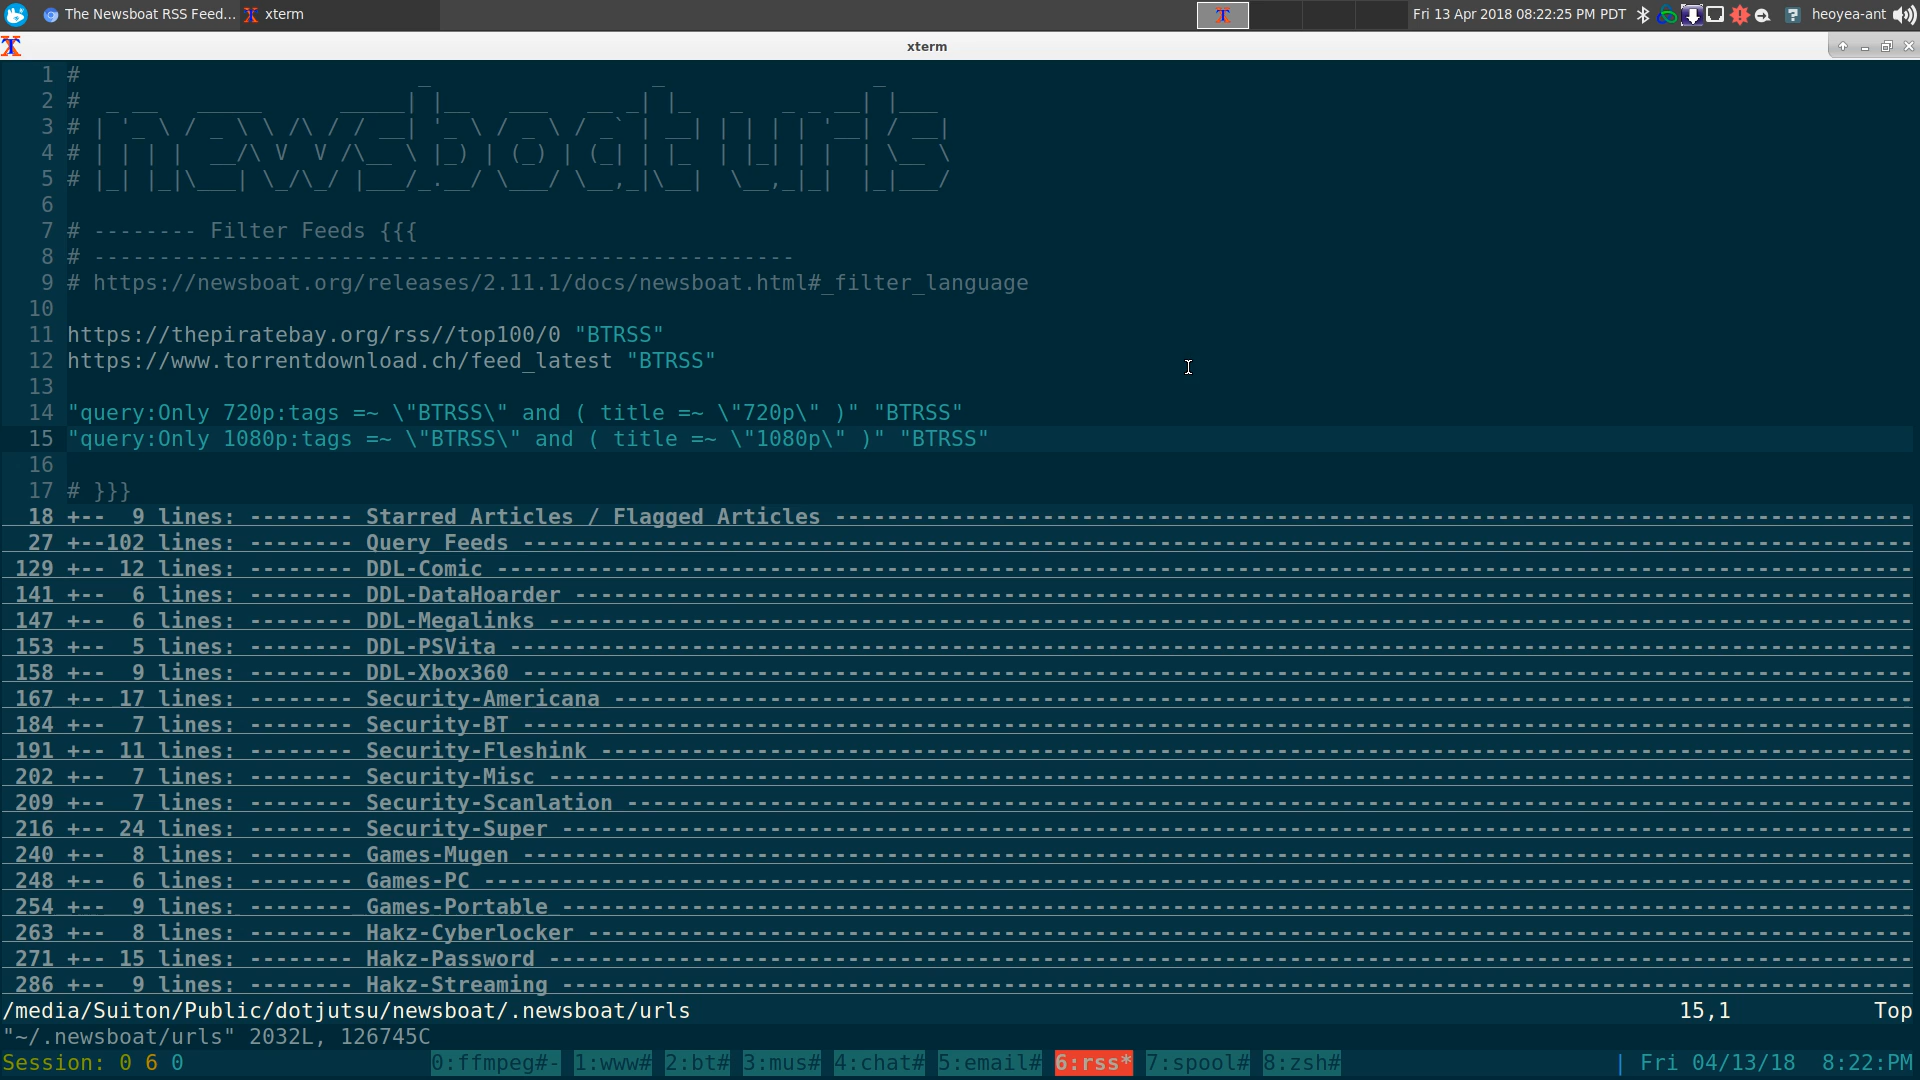 The Newsboat RSS Feed... xterm Fri 13 Apr 2018 08:22:25 PM PDT heoyea-ant
xterm
1 #
2 #
3 #
4 #
5 #
newsboat urls
6
7 # -------- Filter Feeds {{{
8 # ------------------------------------------------------
9 # https://newsboat.org/releases/2.11.1/docs/newsboat.html#_filter_language
10
11 https://thepiratebay.org/rss//top100/0 "BTRSS"
12 https://www.torrentdownload.ch/feed_latest "BTRSS"
13
14 "query:Only 720p:tags =~ \"BTRSS\" and ( title =~ \"720p\" )" "BTRSS"
15 "query:Only 1080p:tags =~ \"BTRSS\" and ( title =~ \"1080p\" )" "BTRSS"
16
17 # }}}
18 +-- 9 lines: -------- Starred Articles / Flagged Articles
27 +--102 lines: -------- Query Feeds
129 +-- 12 lines: -------- DDL-Comic
141 +-- 6 lines: -------- DDL-DataHoarder
147 +-- 6 lines: -------- DDL-Megalinks
153 +-- 5 lines: -------- DDL-PSVita
158 +-- 9 lines: -------- DDL-Xbox360
167 +-- 17 lines: -------- Security-Americana
184 +-- 7 lines: -------- Security-BT
191 +-- 11 lines: -------- Security-Fleshink
202 +-- 7 lines: -------- Security-Misc
209 +-- 7 lines: -------- Security-Scanlation
216 +-- 24 lines: -------- Security-Super
240 +-- 8 lines: -------- Games-Mugen
248 +-- 6 lines: -------- Games-PC
254 +-- 9 lines: -------- Games-Portable
263 +-- 8 lines: -------- Hakz-Cyberlocker
271 +-- 15 lines: -------- Hakz-Password
286 +-- 9 lines: -------- Hakz-Streaming
/media/Suiton/Public/dotjutsu/newsboat/.newsboat/urls 15,1 Top
"~/.newsboat/urls" 2032L, 126745C
Session: 0 6 0 0:ffmpeg#- 1:www# 2:bt# 3:mus# 4:chat# 5:email# 6:rss* 7:spool# 8:zsh# | Fri 04/13/18 8:22:PM